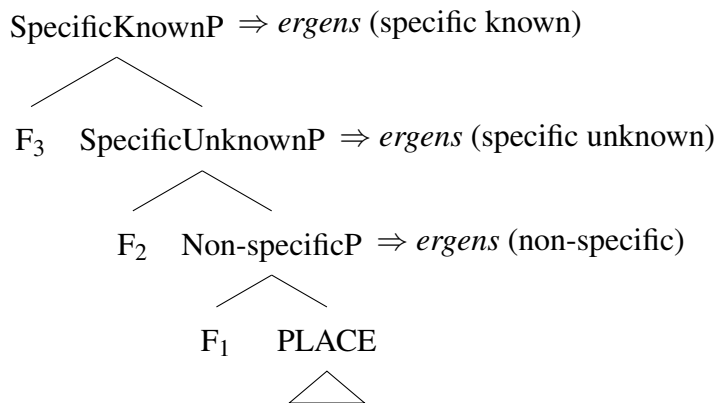 SpecificKnownP ⇒ ergens (specific known)
F₃ SpecificUnknownP ⇒ ergens (specific unknown)
F₂ Non-specificP ⇒ ergens (non-specific)
F₁ PLACE